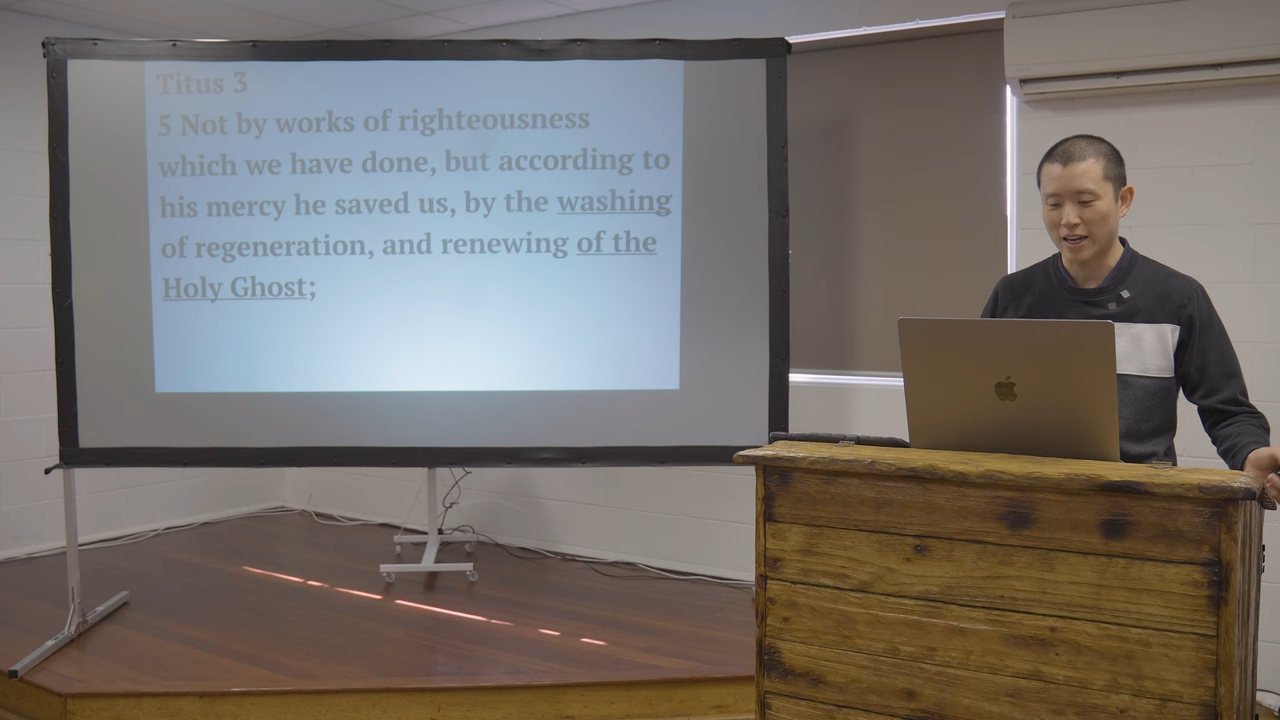 Titus 3
5 Not by works of righteousness
which we have done, but according to
his mercy he saved us, by the washing
of regeneration, and renewing of the
Holy Ghost;